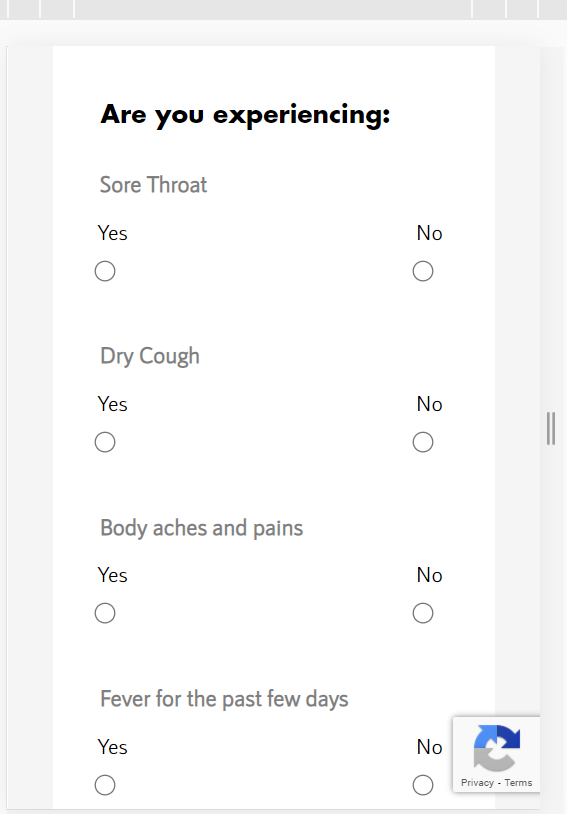 Are you experiencing:
Sore Throat
Yes No
Dry Cough
Yes No
Body aches and pains
Yes No
Fever for the past few days
Yes No
Privacy - Terms